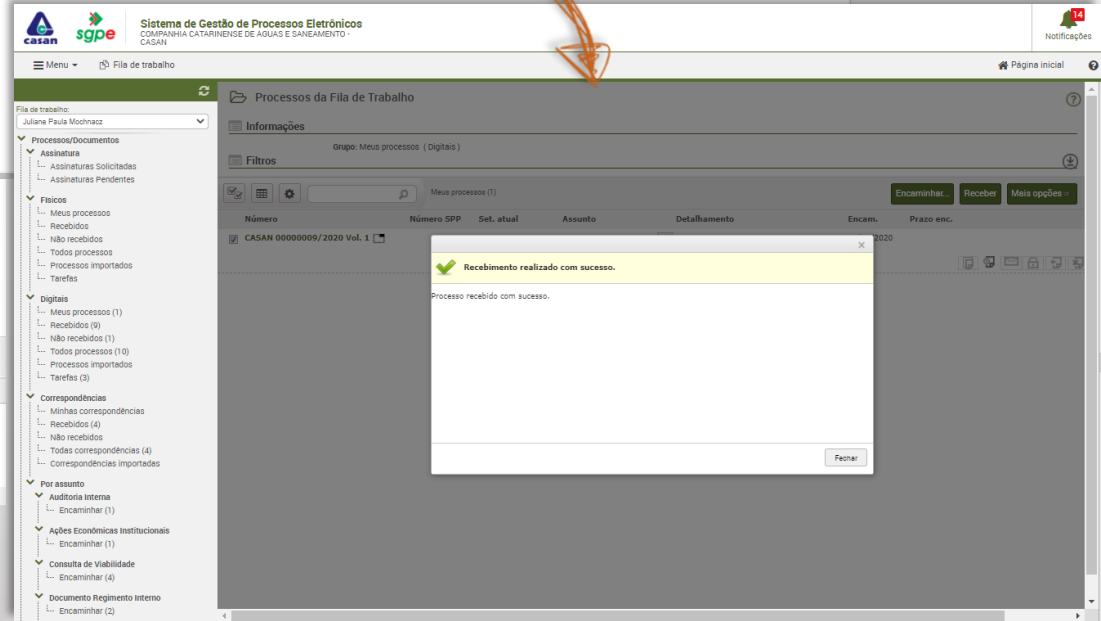 casan
sgpe
Sistema de Gestão de Processos Eletrônicos
COMPANHIA CATARINENSE DE AGUAS E SANEAMENTO -
CASAN
14
Notificações
Menu
Fila de trabalho
Página inicial
Fila de trabalho:
Juliane Paula Mochnacz
Processos/Documentos
Assinatura
Assinaturas Solicitadas
Assinaturas Pendentes
Físicos
Meus processos
Recebidos
Não recebidos
Todos processos
Processos importados
Tarefas
Digitais
Meus processos (1)
Recebidos (9)
Não recebidos (1)
Todos processos (10)
Processos importados
Tarefas (3)
Correspondências
Minhas correspondências
Recebidos (4)
Não recebidos
Todas correspondências (4)
Correspondências importadas
Por assunto
Auditoria Interna
Encaminhar (1)
Ações Econômicas Institucionais
Encaminhar (1)
Consulta de Viabilidade
Encaminhar (4)
Documento Regimento Interno
Encaminhar (2)
Processos da Fila de Trabalho
Informações
Grupo: Meus processos ( Digitais )
Filtros
Meus processos (1)
Encaminhar...
Receber
Mais opções
Número Número SPP Set. atual Assunto Detalhamento Encam. Prazo enc.
CASAN 00000009/2020 Vol. 1
2020
Recebimento realizado com sucesso.
Processo recebido com sucesso.
Fechar